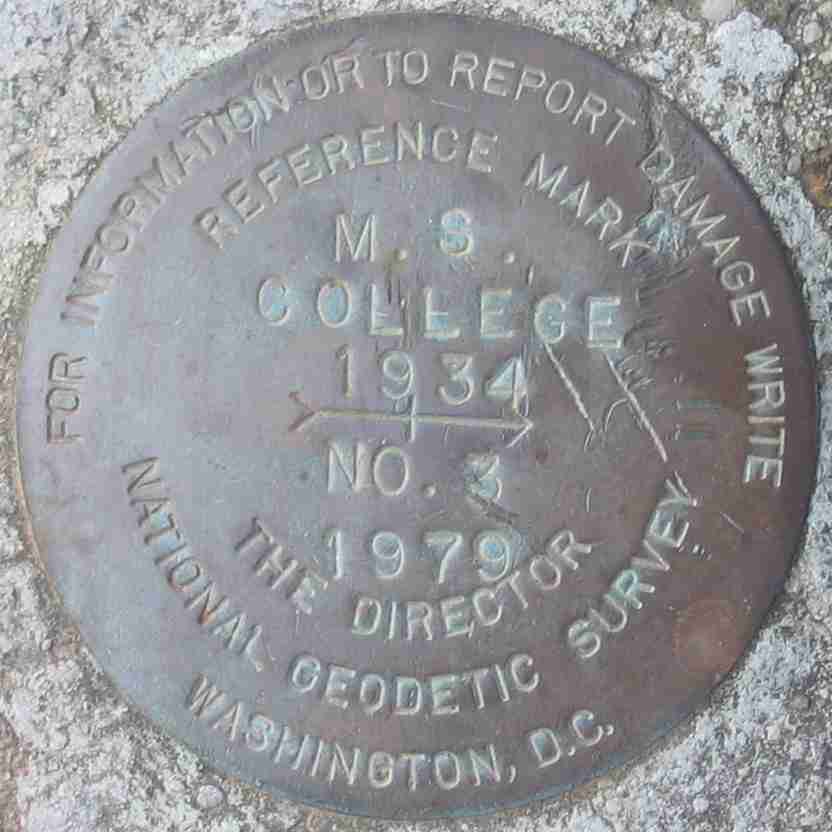 FOR INFORMATION OR TO REPORT DAMAGE WRITE
REFERENCE MARK
M. S.
COLLEGE
1934
NO. 3
1979
THE DIRECTOR
NATIONAL GEODETIC SURVEY
WASHINGTON, D.C.